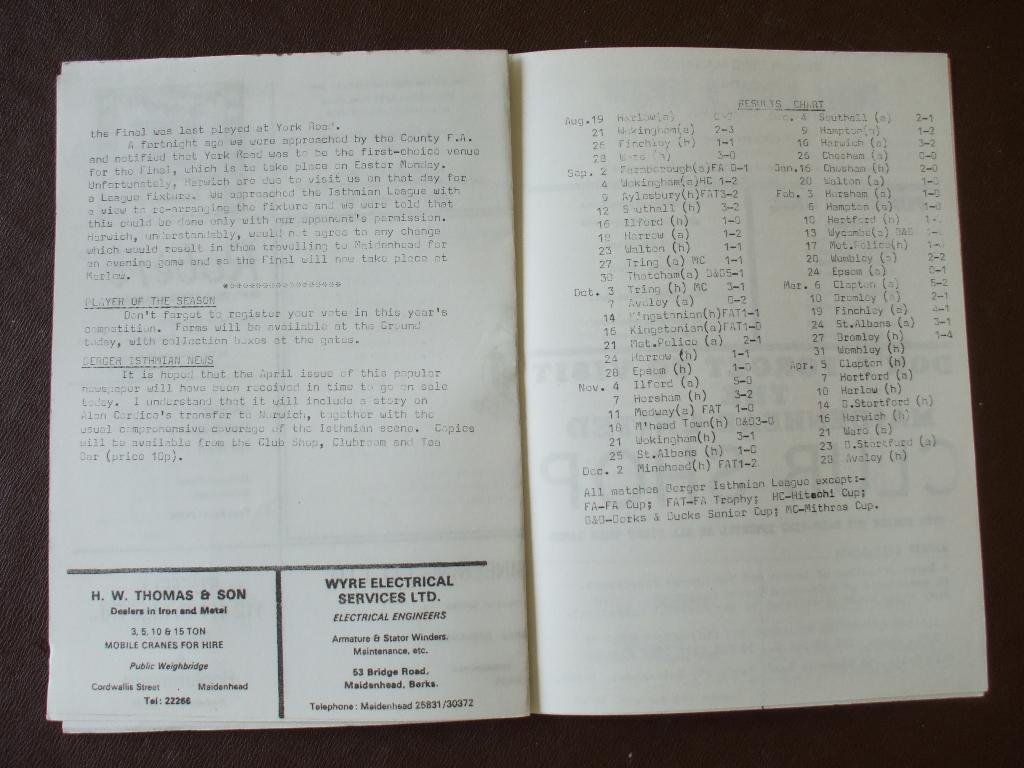 the Final was last played at York Road.
A fortnight ago we were approached by the County F.A.
and notified that York Road was to be the first-choice venue
for the Final, which is to take place on Easter Monday.
Unfortunately, Harwich are due to visit us on that day for
a League fixture. We approached the Isthmian League with
a view to re-arranging the fixture and we were told that
this could be done only with our opponent's permission.
Harwich, understandably, would not agree to any change
which would result in them travelling to Maidenhead for
an evening game and so the Final will now take place at
Marlow.
PLAYER OF THE SEASON
Don't forget to register your vote in this year's
competition. Forms will be available at the Ground
today, with collection boxes at the gates.
BERGER ISTHMIAN NEWS
It is hoped that the April issue of this popular
newspaper will have been received in time to go on sale
today. I understand that it will include a story on
Alan Cordice's transfer to Norwich, together with the
usual comprehensive coverage of the Isthmian scene. Copies
will be available from the Club Shop, Clubroom and Tea
Bar (price 10p).
H. W. THOMAS & SON
Dealers in Iron and Metal
3, 5, 10 & 15 TON
MOBILE CRANES FOR HIRE
Public Weighbridge
Cordwallis Street . Maidenhead
Tel: 22266
WYRE ELECTRICAL
SERVICES LTD.
ELECTRICAL ENGINEERS
Armature & Stator Winders.
Maintenance, etc.
53 Bridge Road,
Maidenhead, Berks.
Telephone: Maidenhead 25831/30372
RESULTS CHART
Aug.19 Harlow(a)
21 Wokingham(a) 2-3
26 Finchley (h) 1-1
28 Ware (h) 3-0
Sep. 2 Farnborough(a)FA 0-1
4 Wokingham(a)HC 1-2
9 Aylesbury(h)FAT3-2
12 Southall (h) 3-2
16 Ilford (h) 1-0
19 Harrow (a) 1-2
23 Walton (h) 1-1
27 Tring (a) MC 1-1
30 Thatcham(a) B&B5-1
Oct. 3 Tring (h) MC 3-1
7 Aveley (a) 0-2
14 Kingstonian(h)FAT1-1
16 Kingstonian(a)FAT1-0
21 Met.Police (a) 2-1
24 Harrow (h) 1-1
28 Epsom (h) 1-0
Nov. 4 Ilford (a) 5-0
7 Horsham (h) 3-2
11 Medway(a) FAT 1-0
18 M'head Town(h) B&B3-0
21 Wokingham(h) 3-1
25 St.Albans (h) 1-0
Dec. 2 Minehead(h) FAT1-2
4 Southall (a) 2-1
9 Hampton(a) 1-2
16 Harwich (a) 3-2
26 Chesham (a) 0-0
Jan.16 Chesham (h) 2-0
20 Walton (a)
Feb. 3 Horsham (a)
6 Hampton (a)
10 Hertford (h)
13 Wycombe(a) B&B
17 Met.Police(h)
20 Wembley (a) 2-2
24 Epsom (a) 0-1
Mar. 6 Clapton (a) 5-2
10 Bromley (a) 2-1
19 Finchley (a)
24 St.Albans (a) 3-1
27 Bromley (h) 1-4
31 Wembley (h)
Apr. 5 Clapton (h)
7 Hertford (a)
10 Harlow (h)
14 B.Stortford (h)
16 Harwich (h)
21 Ware (a)
23 B.Stortford (a)
28 Aveley (h)
All matches Berger Isthmian League except:-
FA-FA Cup; FAT-FA Trophy; HC-Hitachi Cup;
B&B-Berks & Bucks Senior Cup; MC-Mithras Cup.